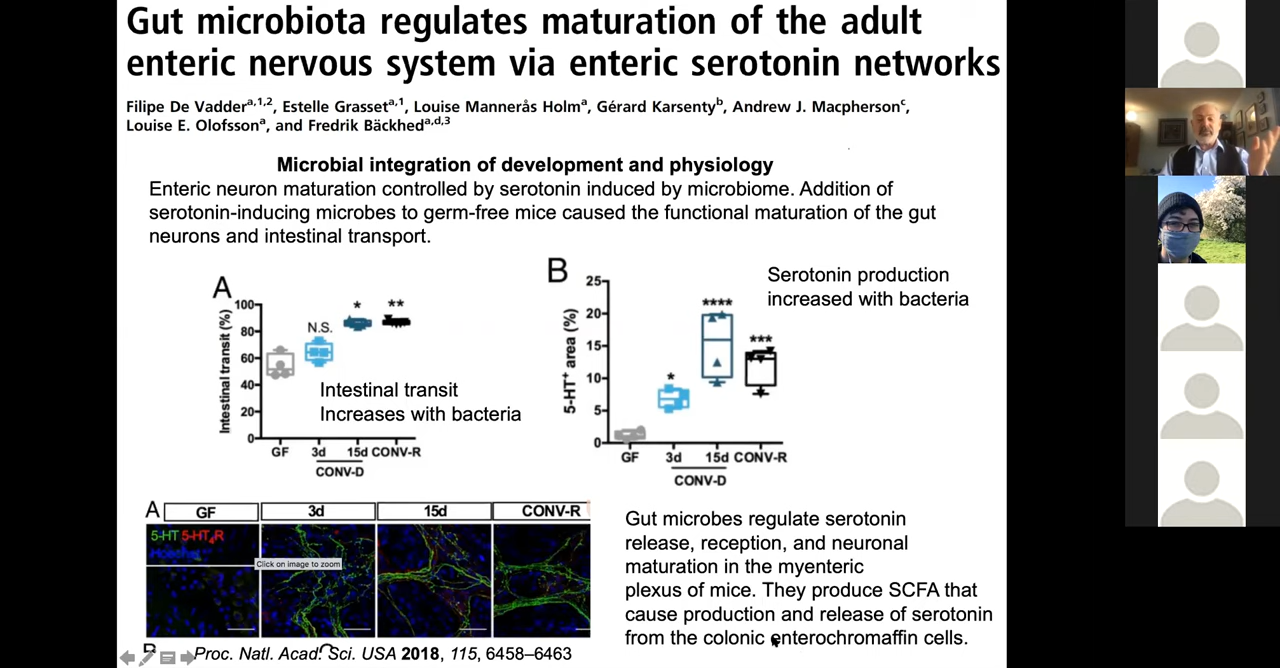 Gut microbiota regulates maturation of the adult
enteric nervous system via enteric serotonin networks
Filipe De Vadder^a,1,2, Estelle Grasset^a,1, Louise Mannerås Holm^a, Gérard Karsenty^b, Andrew J. Macpherson^c,
Louise E. Olofsson^a, and Fredrik Bäckhed^a,d,3
Microbial integration of development and physiology
Enteric neuron maturation controlled by serotonin induced by microbiome. Addition of
serotonin-inducing microbes to germ-free mice caused the functional maturation of the gut
neurons and intestinal transport.
A
Intestinal transit (%)
100
80
60
40
20
0
N.S.
*
**
Intestinal transit
Increases with bacteria
GF 3d 15d CONV-R
CONV-D
B
5-HT+ area (%)
25
20
15
10
5
0
*
****
***
Serotonin production
increased with bacteria
GF 3d 15d CONV-R
CONV-D
A GF 3d 15d CONV-R
5-HT 5-HT4R
Hoechst
Click on image to zoom
Gut microbes regulate serotonin
release, reception, and neuronal
maturation in the myenteric
plexus of mice. They produce SCFA that
cause production and release of serotonin
from the colonic enterochromaffin cells.
Proc. Natl. Acad. Sci. USA 2018, 115, 6458–6463